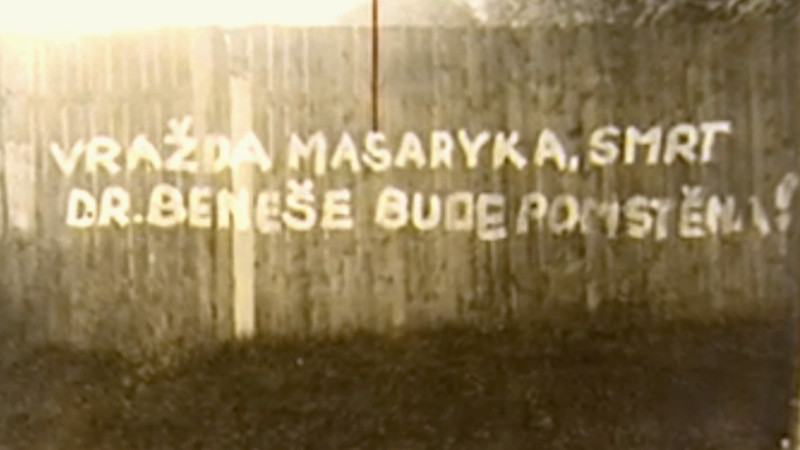 VRAŽDA MASARYKA, SMRT
DR. BENEŠE BUDE POMSTĚNA!